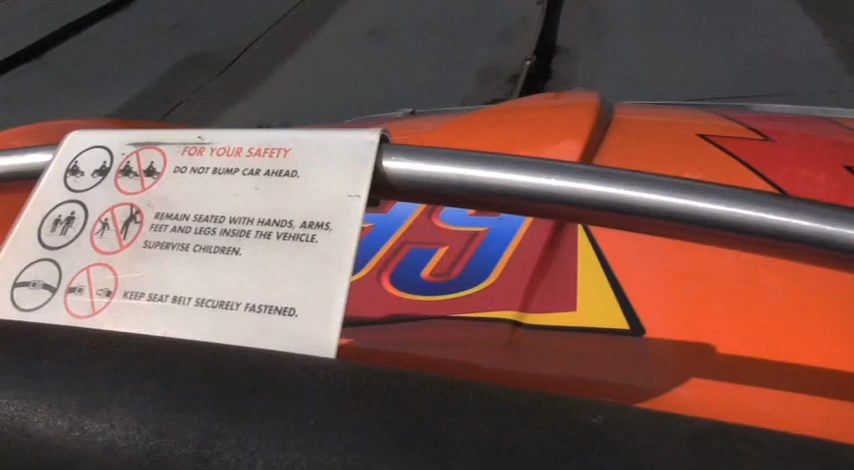 FOR YOUR SAFETY
DO NOT BUMP CAR AHEAD.
REMAIN SEATED WITH HANDS, ARMS,
FEET AND LEGS INSIDE THE VEHICLE.
SUPERVISE CHILDREN.
KEEP SEAT BELT SECURELY FASTENED.
99